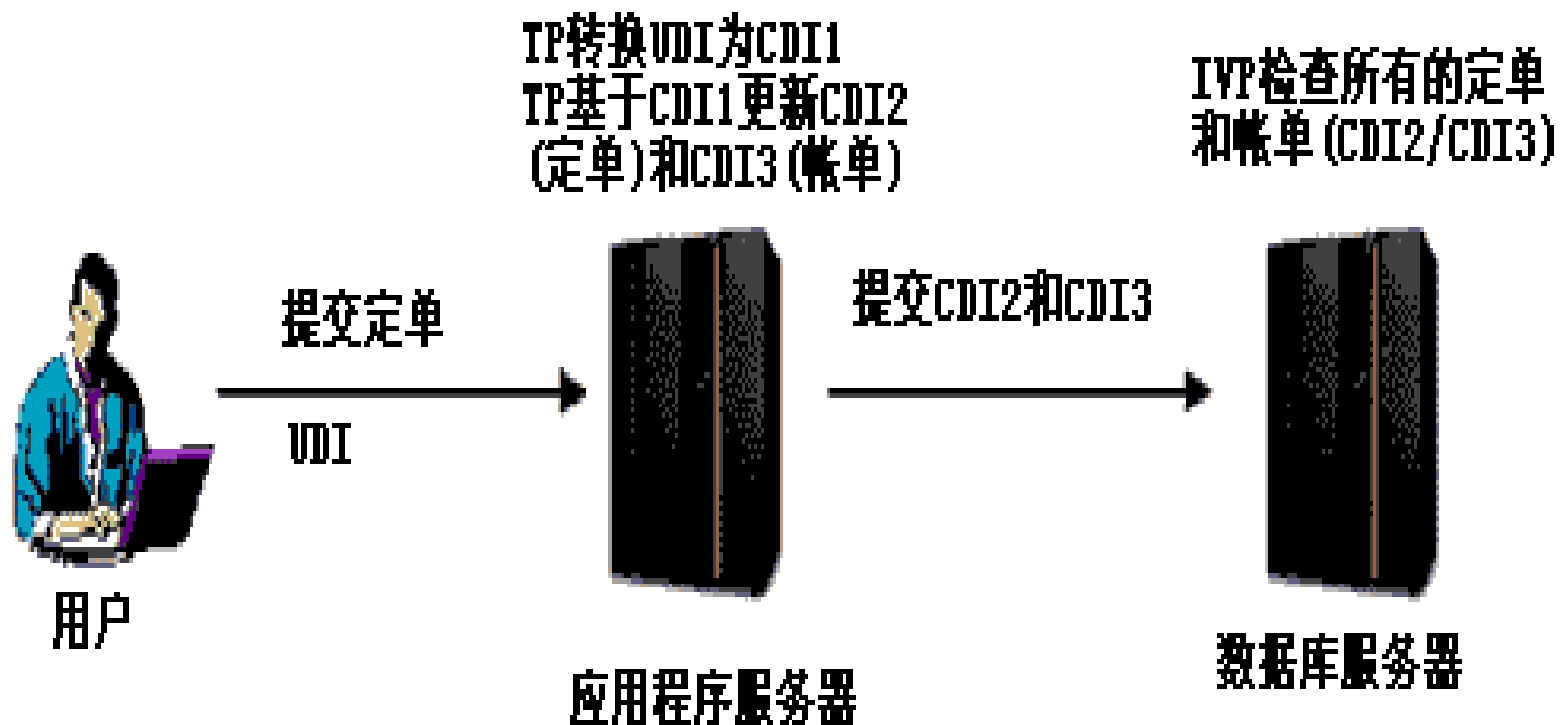 TP转换UDI为CDI1
TP基于CDI1更新CDI2
(定单)和CDI3(帐单)
IVP检查所有的定单
和帐单(CDI2/CDI3)
提交定单
UDI
提交CDI2和CDI3
用户
应用程序服务器
数据库服务器